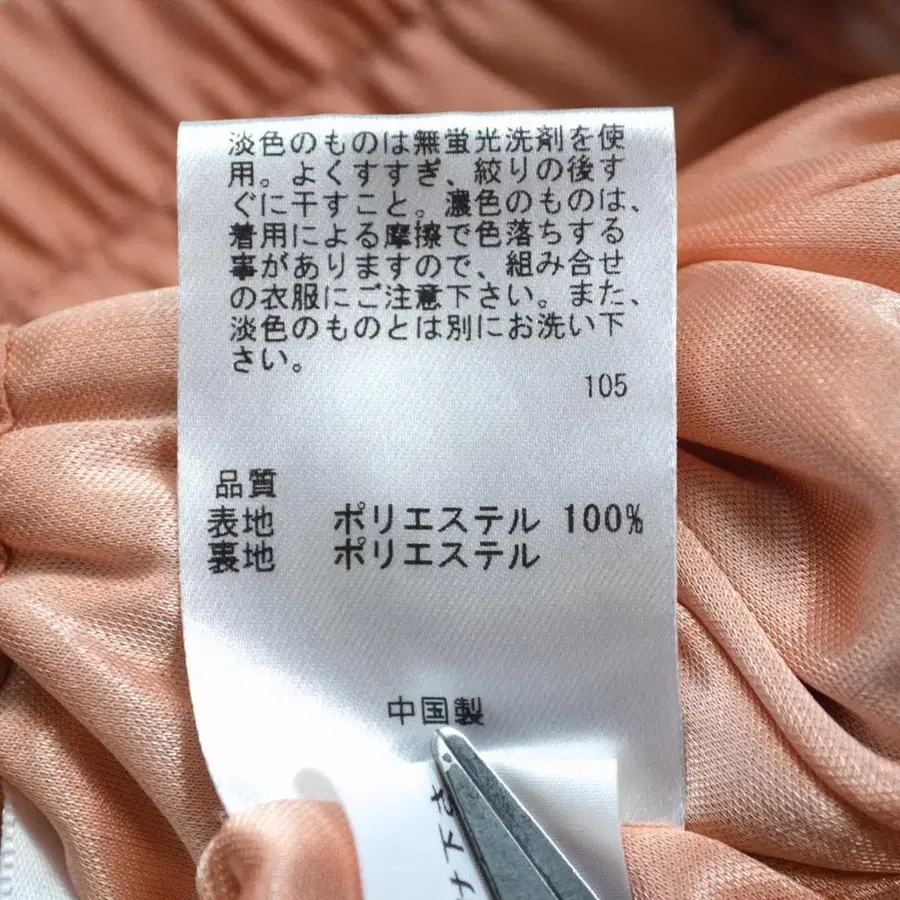 淡色のものは無蛍光洗剤を使
用。よくすすぎ、絞りの後す
ぐに干すこと。濃色のものは、
着用による摩擦で色落ちする
事がありますので、組み合せ
の衣服にご注意下さい。また、
淡色のものとは別にお洗い下
さい。
105
品質
表地 ポリエステル 100%
裏地 ポリエステル
中国製
下さ